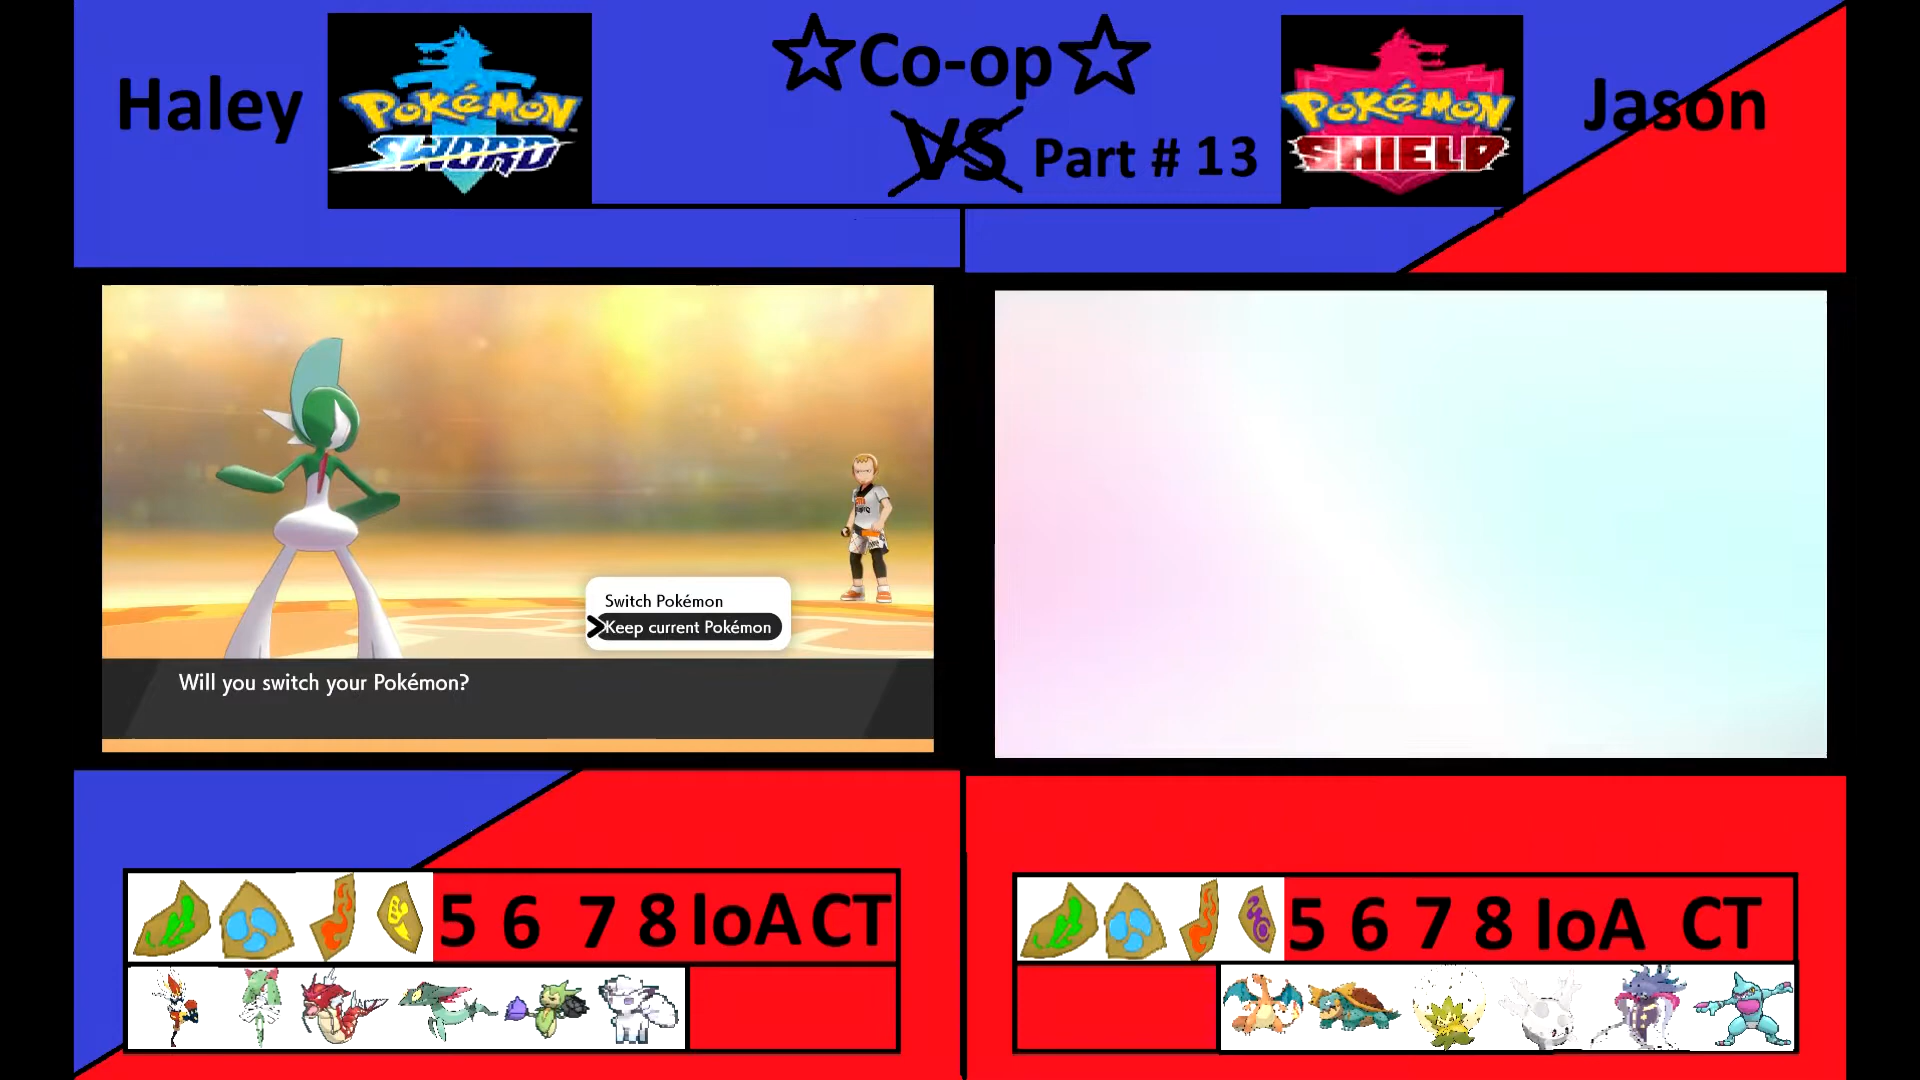 Haley
POKéMON
SWORD
☆Co-op☆
VS Part # 13
POKéMON
SHIELD
Jason
Switch Pokémon
Keep current Pokémon
Will you switch your Pokémon?
5 6 7 8 IoA CT
5 6 7 8 IoA CT